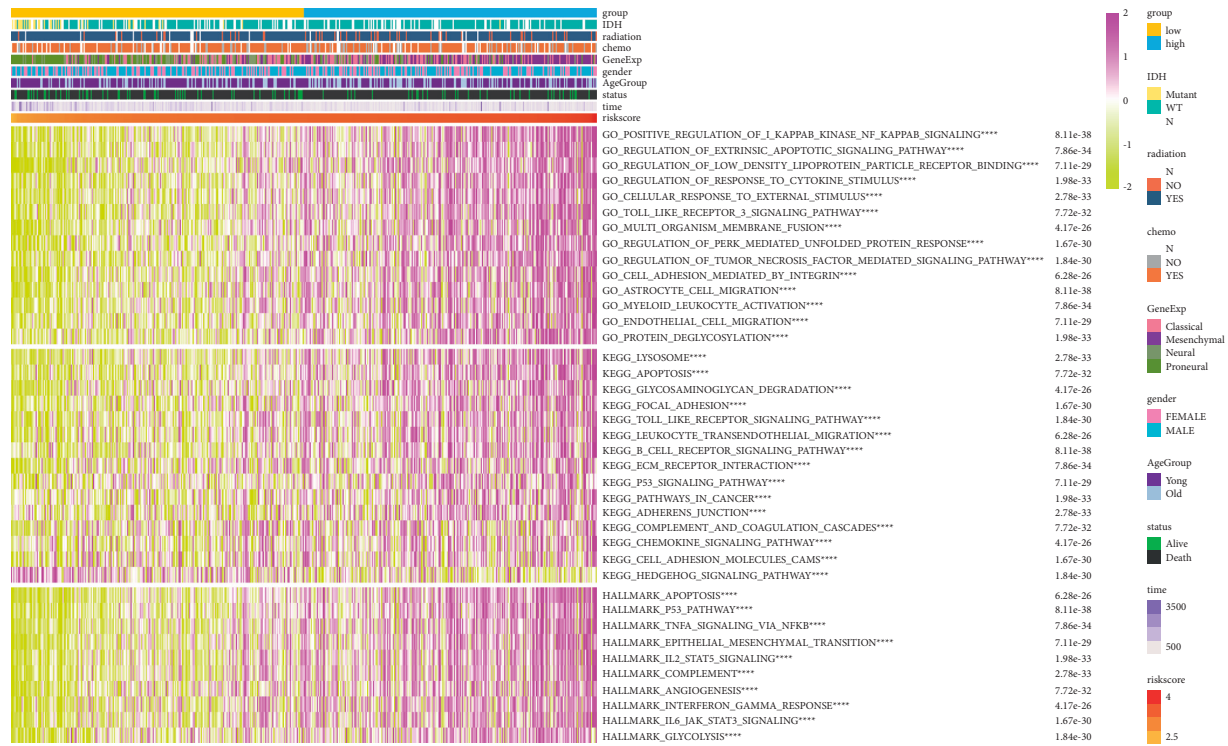 group
IDH
radiation
chemo
GeneExp
gender
AgeGroup
status
time
riskscore
GO_POSITIVE_REGULATION_OF_I_KAPPAB_KINASE_NF_KAPPAB_SIGNALING**** 8.11e-38
GO_REGULATION_OF_EXTRINSIC_APOPTOTIC_SIGNALING_PATHWAY**** 7.86e-34
GO_REGULATION_OF_LOW_DENSITY_LIPOPROTEIN_PARTICLE_RECEPTOR_BINDING**** 7.11e-29
GO_REGULATION_OF_RESPONSE_TO_CYTOKINE_STIMULUS**** 1.98e-33
GO_CELLULAR_RESPONSE_TO_EXTERNAL_STIMULUS**** 2.78e-33
GO_TOLL_LIKE_RECEPTOR_3_SIGNALING_PATHWAY**** 7.72e-32
GO_MULTI_ORGANISM_MEMBRANE_FUSION**** 4.17e-26
GO_REGULATION_OF_PERK_MEDIATED_UNFOLDED_PROTEIN_RESPONSE**** 1.67e-30
GO_REGULATION_OF_TUMOR_NECROSIS_FACTOR_MEDIATED_SIGNALING_PATHWAY**** 1.84e-30
GO_CELL_ADHESION_MEDIATED_BY_INTEGRIN**** 6.28e-26
GO_ASTROCYTE_CELL_MIGRATION**** 8.11e-38
GO_MYELOID_LEUKOCYTE_ACTIVATION**** 7.86e-34
GO_ENDOTHELIAL_CELL_MIGRATION**** 7.11e-29
GO_PROTEIN_DEGLYCOSYLATION**** 1.98e-33
KEGG_LYSOSOME**** 2.78e-33
KEGG_APOPTOSIS**** 7.72e-32
KEGG_GLYCOSAMINOGLYCAN_DEGRADATION**** 4.17e-26
KEGG_FOCAL_ADHESION**** 1.67e-30
KEGG_TOLL_LIKE_RECEPTOR_SIGNALING_PATHWAY**** 1.84e-30
KEGG_LEUKOCYTE_TRANSENDOTHELIAL_MIGRATION**** 6.28e-26
KEGG_B_CELL_RECEPTOR_SIGNALING_PATHWAY**** 8.11e-38
KEGG_ECM_RECEPTOR_INTERACTION**** 7.86e-34
KEGG_P53_SIGNALING_PATHWAY**** 7.11e-29
KEGG_PATHWAYS_IN_CANCER**** 1.98e-33
KEGG_ADHERENS_JUNCTION**** 2.78e-33
KEGG_COMPLEMENT_AND_COAGULATION_CASCADES**** 7.72e-32
KEGG_CHEMOKINE_SIGNALING_PATHWAY**** 4.17e-26
KEGG_CELL_ADHESION_MOLECULES_CAMS**** 1.67e-30
KEGG_HEDGEHOG_SIGNALING_PATHWAY**** 1.84e-30
HALLMARK_APOPTOSIS**** 6.28e-26
HALLMARK_P53_PATHWAY**** 8.11e-38
HALLMARK_TNFA_SIGNALING_VIA_NFKB**** 7.86e-34
HALLMARK_EPITHELIAL_MESENCHYMAL_TRANSITION**** 7.11e-29
HALLMARK_IL2_STAT5_SIGNALING**** 1.98e-33
HALLMARK_COMPLEMENT**** 2.78e-33
HALLMARK_ANGIOGENESIS**** 7.72e-32
HALLMARK_INTERFERON_GAMMA_RESPONSE**** 4.17e-26
HALLMARK_IL6_JAK_STAT3_SIGNALING**** 1.67e-30
HALLMARK_GLYCOLYSIS**** 1.84e-30
2
1
0
-1
-2
group
low
high
IDH
Mutant
WT
N
radiation
N
NO
YES
chemo
N
NO
YES
GeneExp
Classical
Mesenchymal
Neural
Proneural
gender
FEMALE
MALE
AgeGroup
Yong
Old
status
Alive
Death
time
3500
500
riskscore
4
2.5